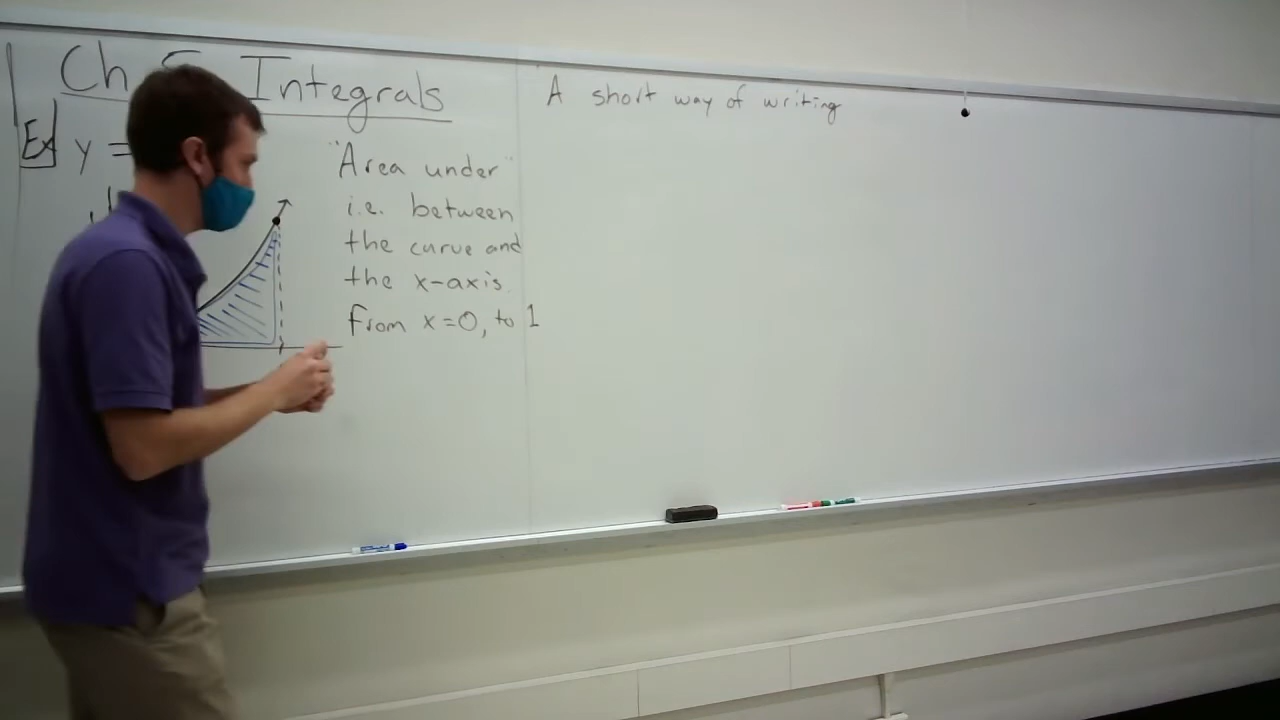 Ch 5 Integrals
Ex y =
"Area under"
i.e. between
the curve and
the x-axis.
from x=0, to 1
A short way of writing